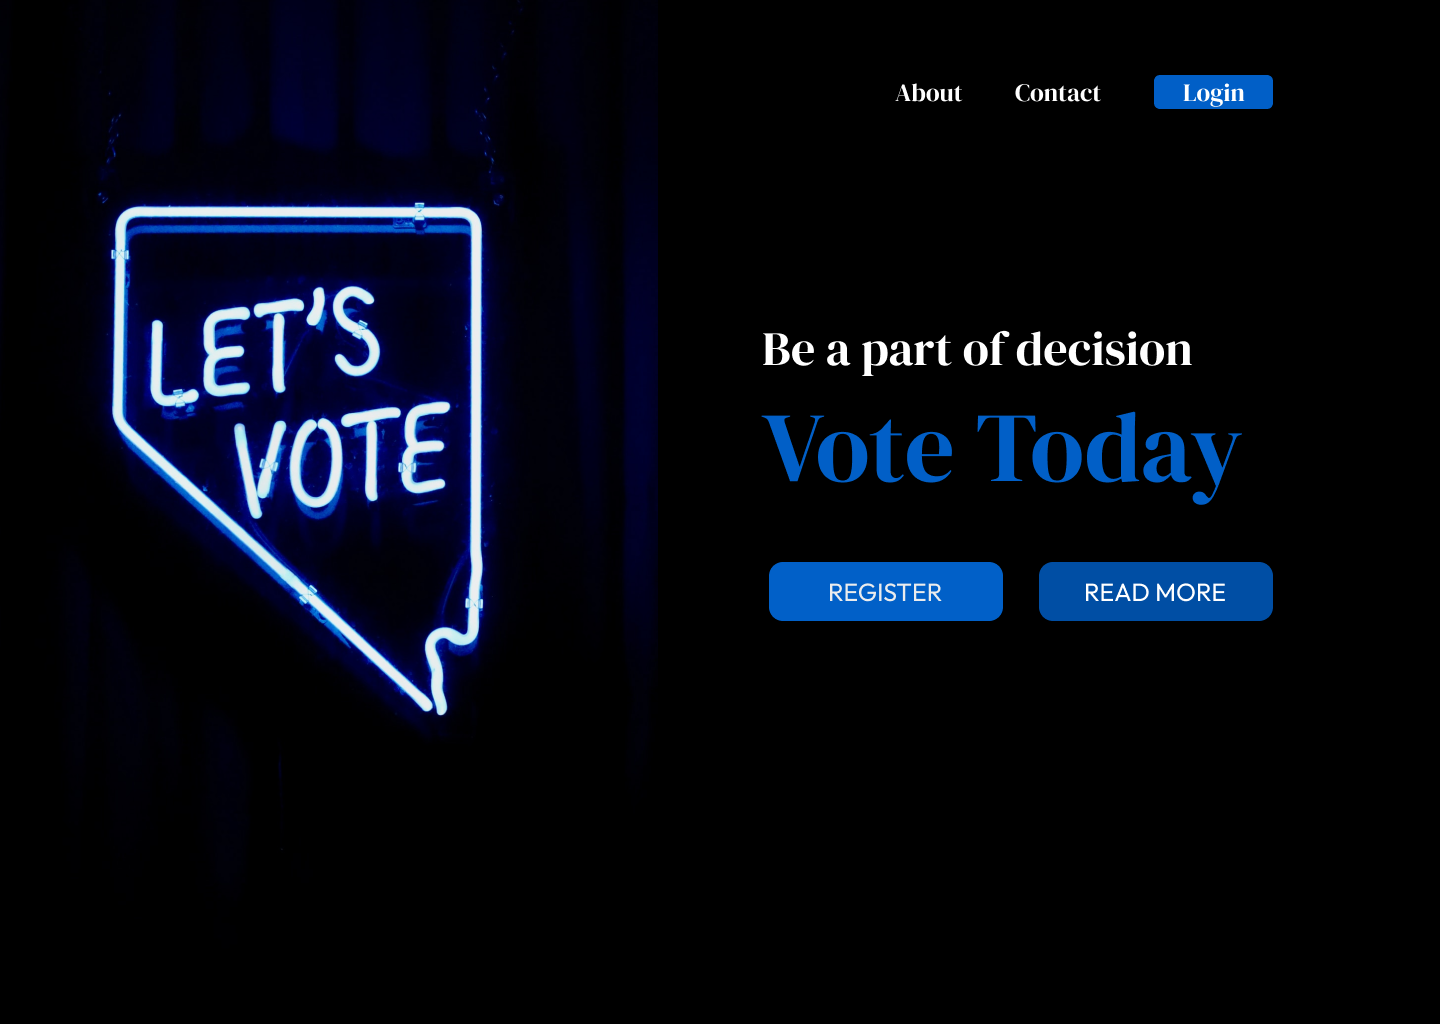 About Contact Login
LET'S
VOTE
Be a part of decision
Vote Today
REGISTER READ MORE